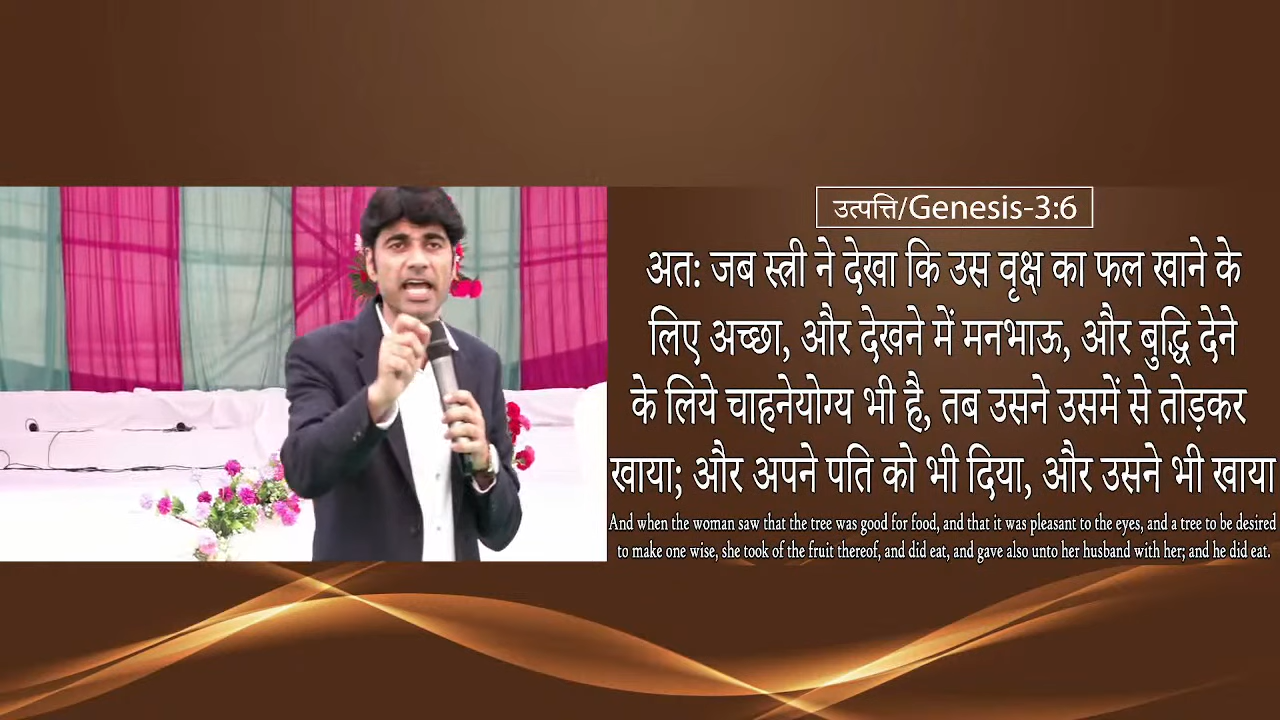 उत्पत्ति/Genesis-3:6
अत: जब स्त्री ने देखा कि उस वृक्ष का फल खाने के
लिए अच्छा, और देखने में मनभाऊ, और बुद्धि देने
के लिये चाहनेयोग्य भी है, तब उसने उसमें से तोड़कर
खाया; और अपने पति को भी दिया, और उसने भी खाया
And when the woman saw that the tree was good for food, and that it was pleasant to the eyes, and a tree to be desired
to make one wise, she took of the fruit thereof, and did eat, and gave also unto her husband with her; and he did eat.